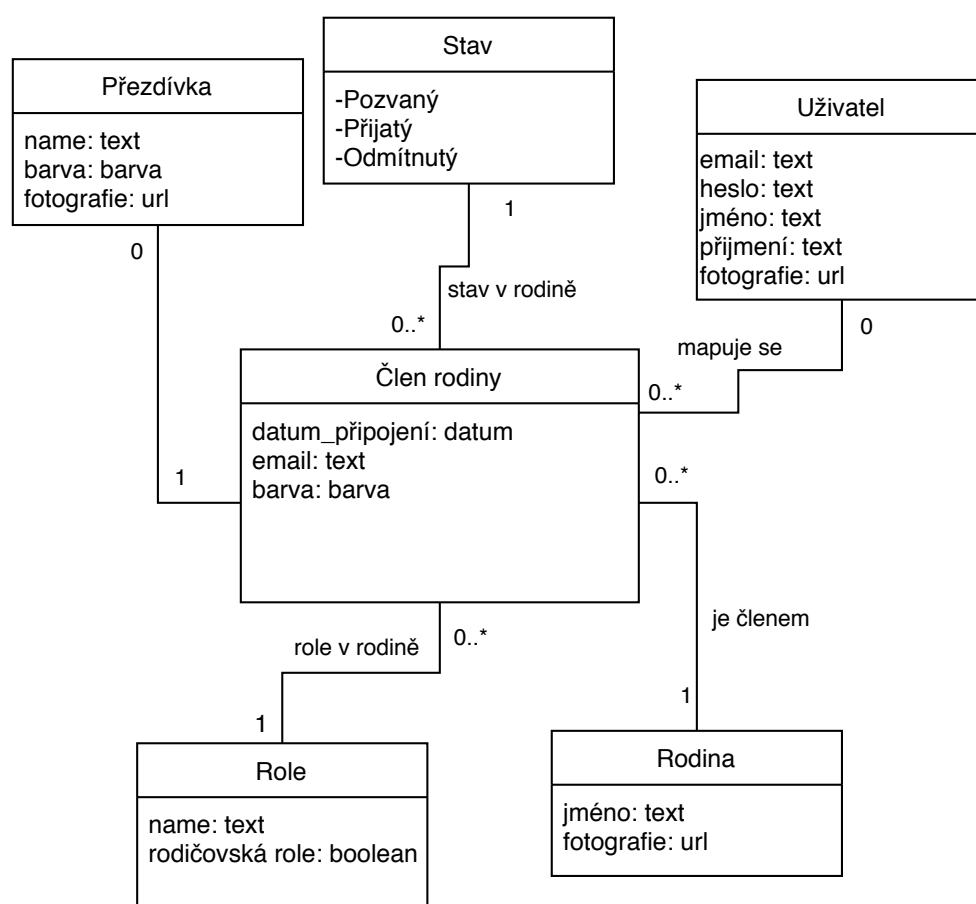 Stav
-Pozvaný
-Přijatý
-Odmítnutý
1
Přezdívka
name: text
barva: barva
fotografie: url
0
Uživatel
email: text
heslo: text
jméno: text
přijmení: text
fotografie: url
0
stav v rodině
0..*
mapuje se
0..*
Člen rodiny
datum_připojení: datum
email: text
barva: barva
1
0..*
je členem
role v rodině
0..*
1
1
Role
name: text
rodičovská role: boolean
Rodina
jméno: text
fotografie: url